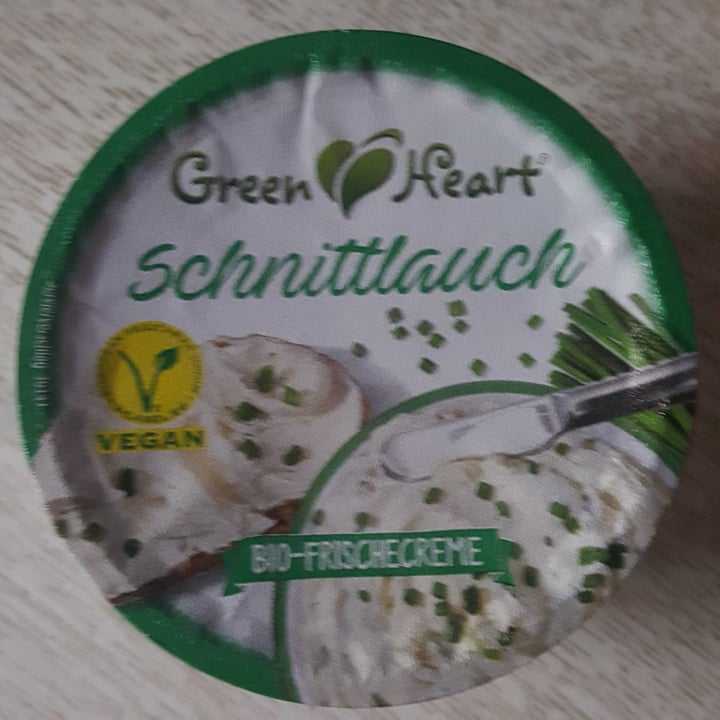 Green Heart®
Schnittlauch
VEGAN
BIO-FRISCHECREME